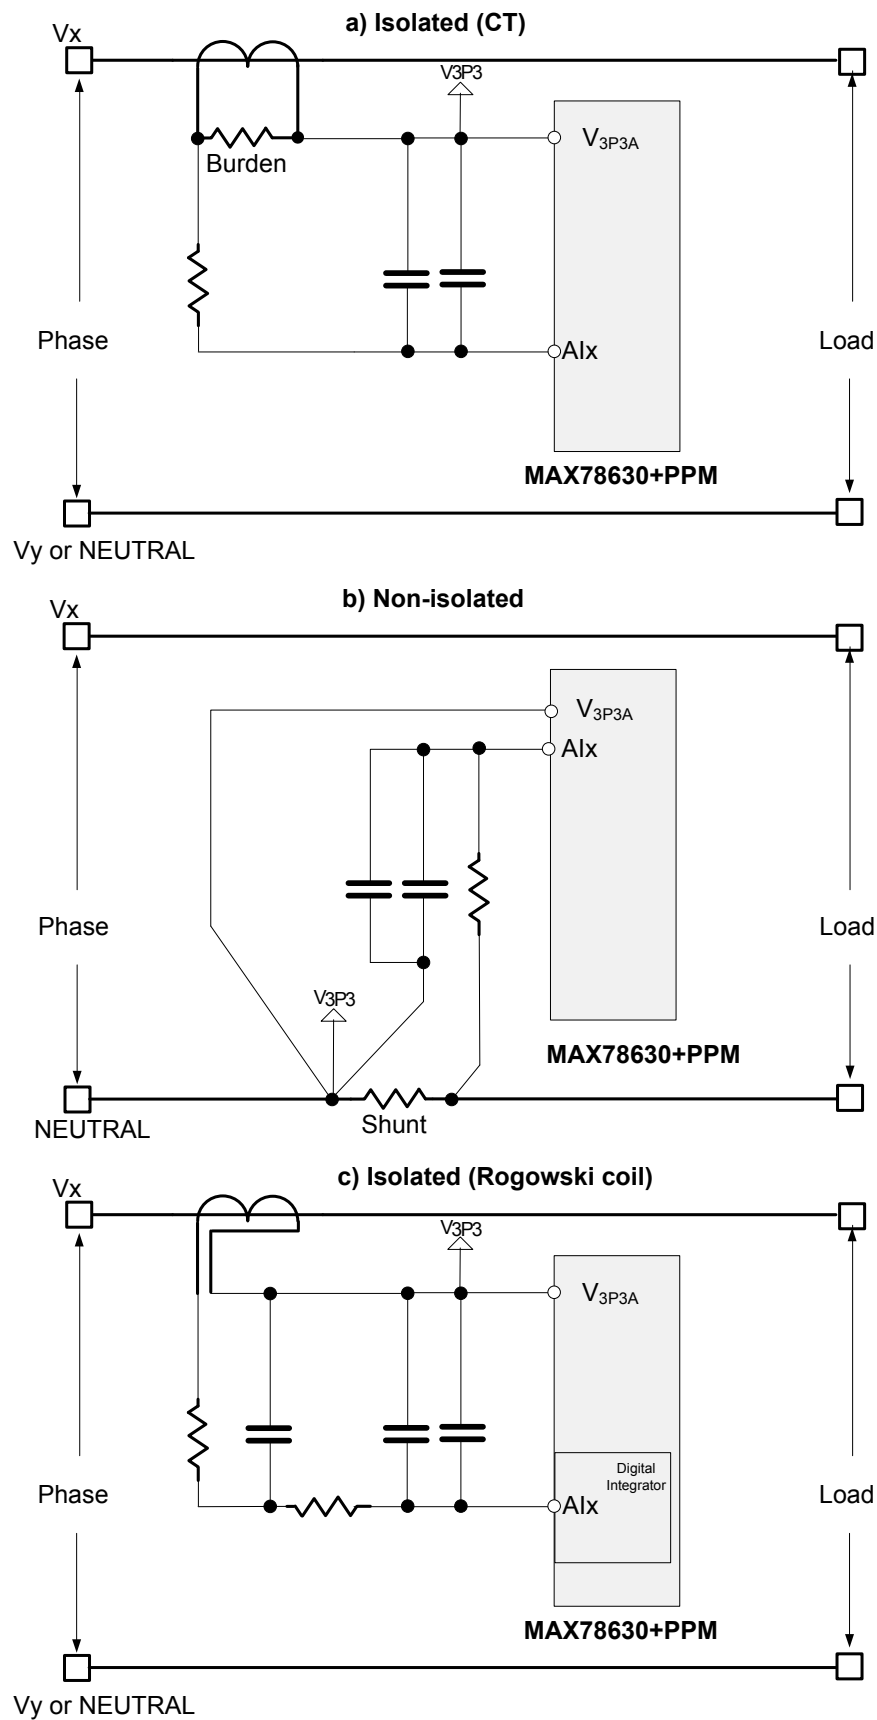 a) Isolated (CT)
Vx
V3P3
V3P3A
Burden
Phase
AIx
Load
MAX78630+PPM
Vy or NEUTRAL
b) Non-isolated
Vx
V3P3A
AIx
Phase
Load
V3P3
MAX78630+PPM
NEUTRAL
Shunt
c) Isolated (Rogowski coil)
Vx
V3P3
V3P3A
Digital
Integrator
Phase
AIx
Load
MAX78630+PPM
Vy or NEUTRAL